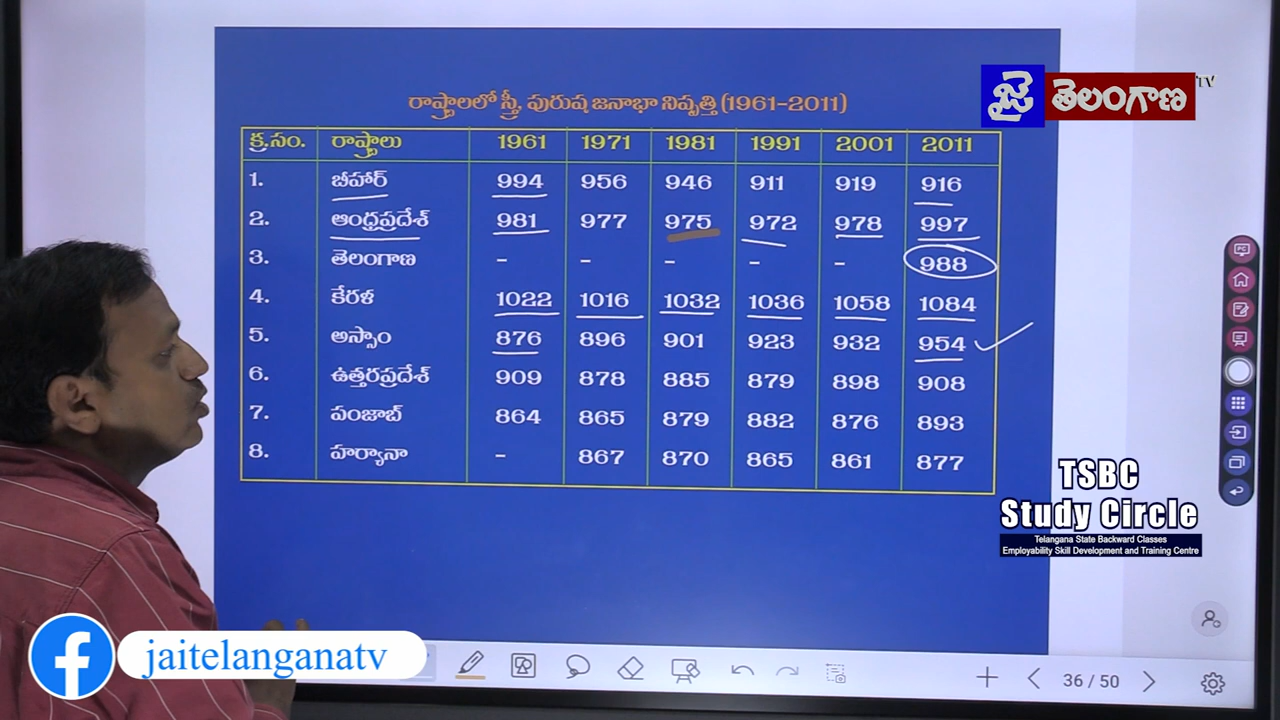 రాష్ట్రాలలో స్త్రీ, పురుష జనాభా నిష్పత్తి (1961-2011)
క్ర.సం. రాష్ట్రాలు 1961 1971 1981 1991 2001 2011
1. బీహార్ 994 956 946 911 919 916
2. ఆంధ్రప్రదేశ్ 981 977 975 972 978 997
3. తెలంగాణ - - - - - 988
4. కేరళ 1022 1016 1032 1036 1058 1084
5. అస్సాం 876 896 901 923 932 954
6. ఉత్తరప్రదేశ్ 909 878 885 879 898 908
7. పంజాబ్ 864 865 879 882 876 893
8. హర్యానా - 867 870 865 861 877
జై తెలంగాణ TV
TSBC
Study Circle
Telangana State Backward Classes
Employability Skill Development and Training Centre
jaitelanganatv
36 / 50